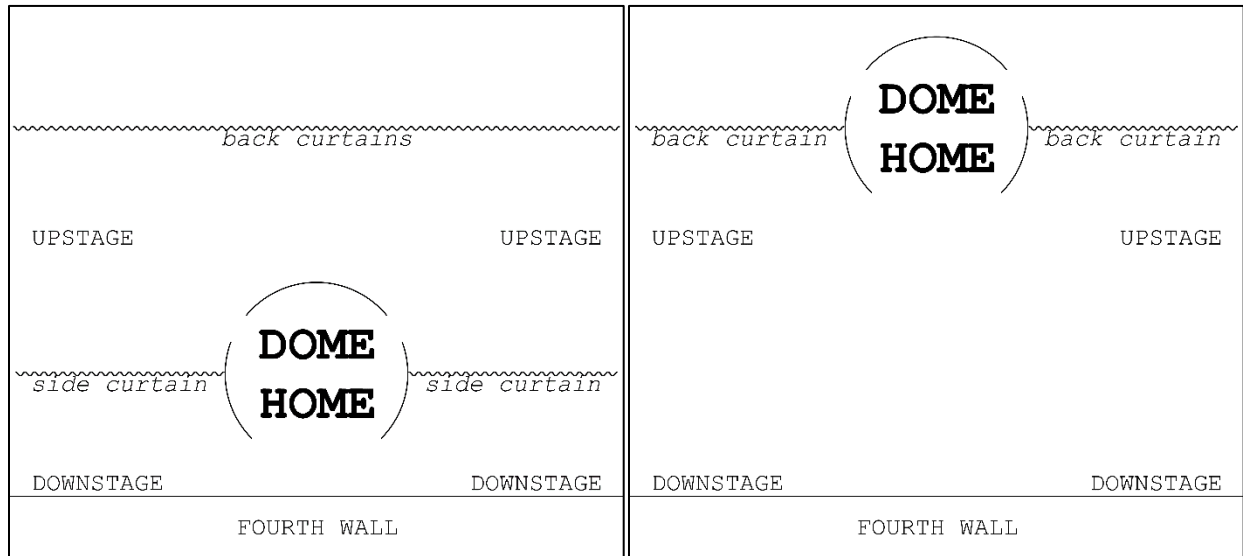 back curtains
UPSTAGE UPSTAGE
DOME
HOME
side curtain side curtain
DOWNSTAGE DOWNSTAGE
FOURTH WALL
DOME
back curtain back curtain
HOME
UPSTAGE UPSTAGE
DOWNSTAGE DOWNSTAGE
FOURTH WALL